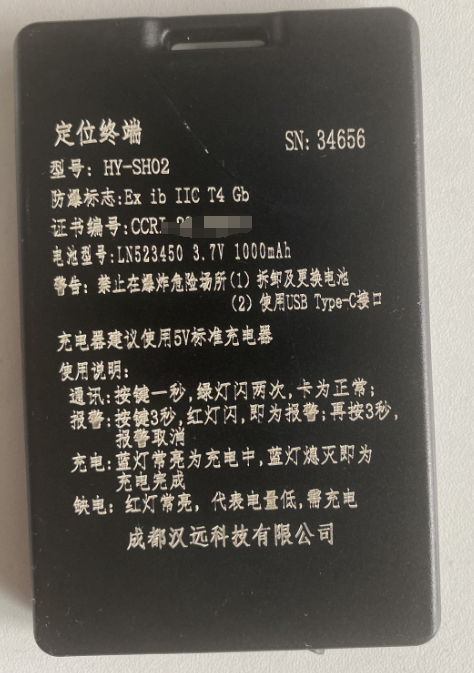 定位终端
SN: 34656
型号: HY-SH02
防爆标志:Ex ib IIC T4 Gb
证书编号:CCRI
电池型号:LN523450 3.7V 1000mAh
警告: 禁止在爆炸危险场所(1) 拆卸及更换电池
(2) 使用USB Type-C接口
充电器建议使用5V标准充电器
使用说明:
通讯:按键一秒,绿灯闪两次,卡为正常;
报警:按键3秒,红灯闪,即为报警;再按3秒,
报警取消
充电:蓝灯常亮为充电中,蓝灯熄灭即为
充电完成
缺电: 红灯常亮, 代表电量低,需充电
成都汉远科技有限公司